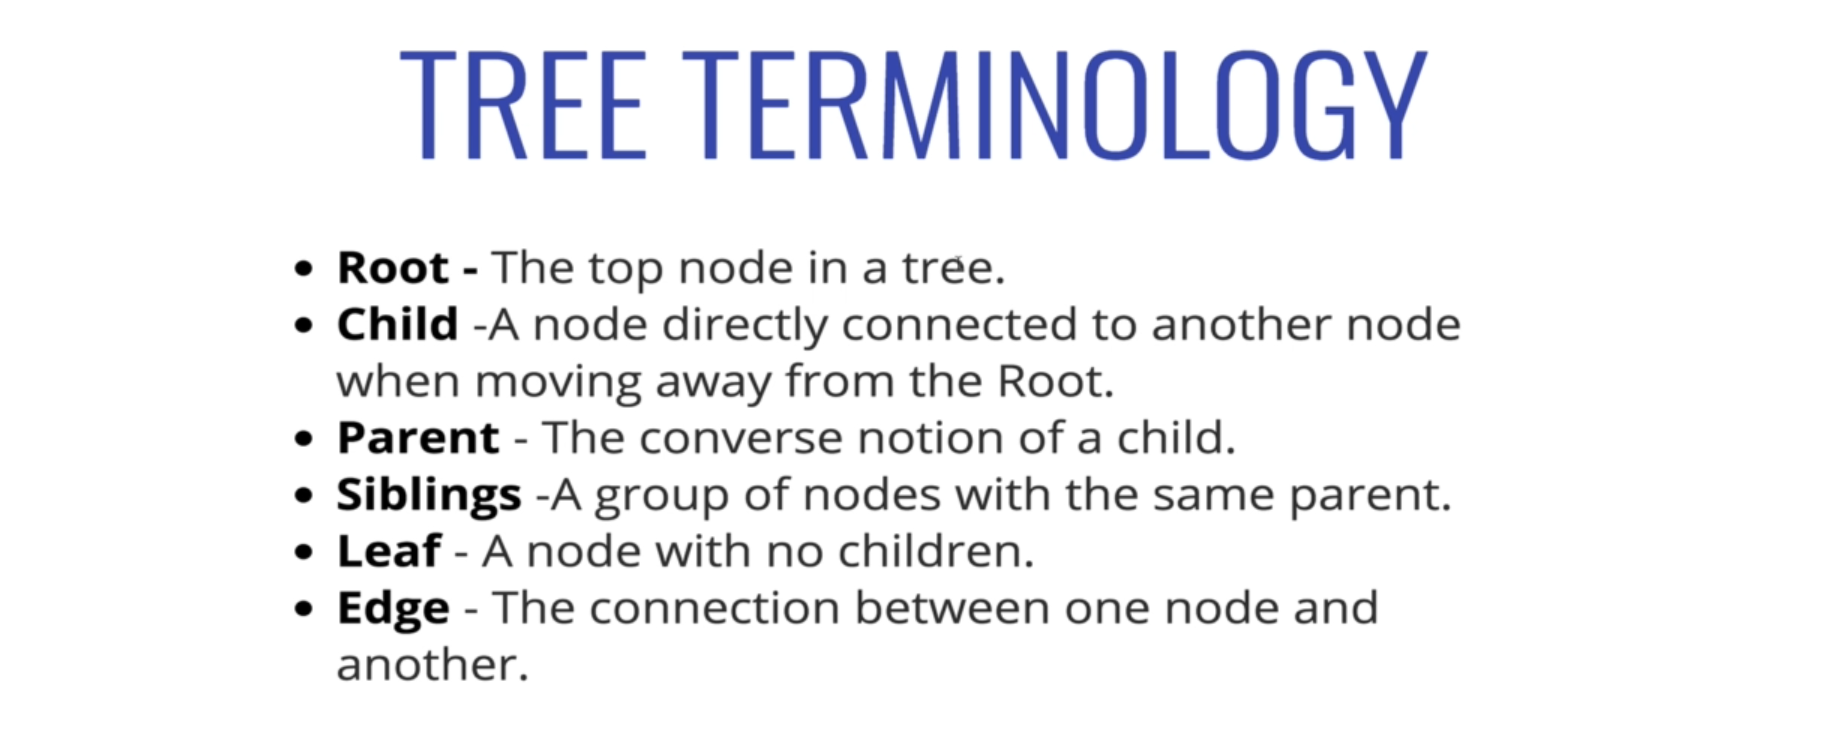 TREE TERMINOLOGY
• Root - The top node in a tree.
• Child -A node directly connected to another node
when moving away from the Root.
• Parent - The converse notion of a child.
• Siblings -A group of nodes with the same parent.
• Leaf - A node with no children.
• Edge - The connection between one node and
another.